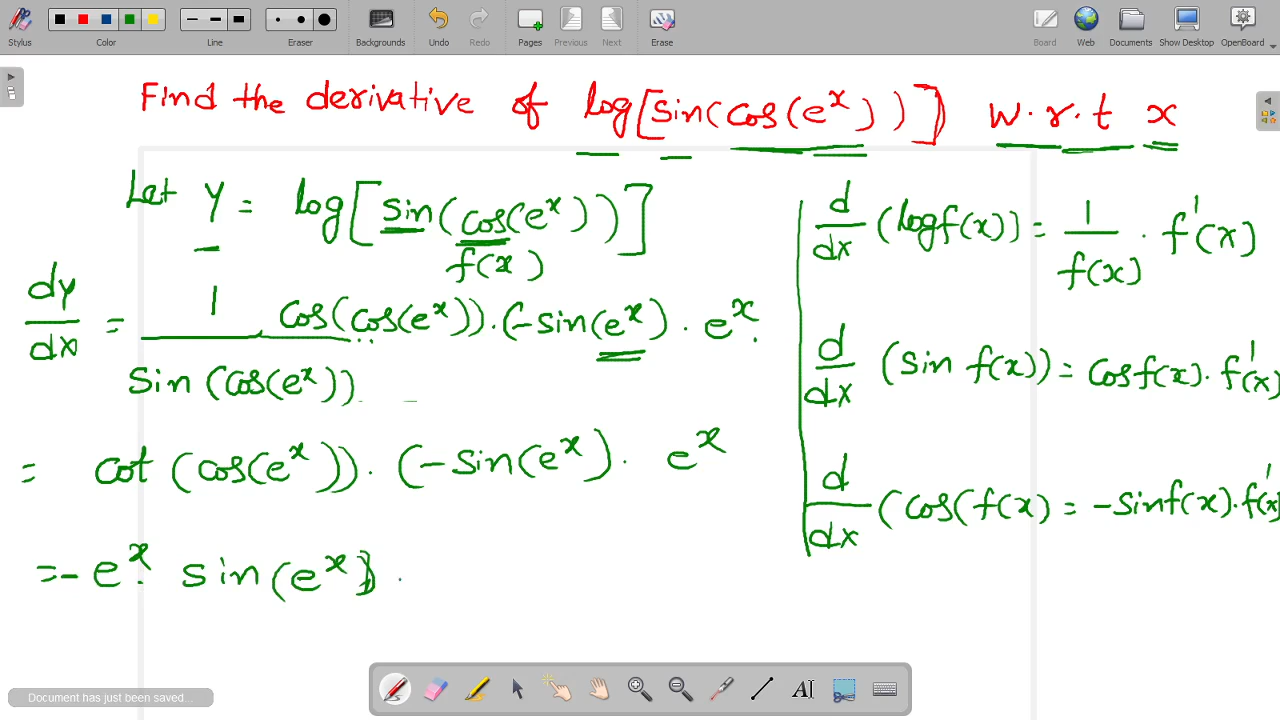 Stylus
Color
Line
Eraser
Backgrounds
Undo
Redo
Pages
Previous
Next
Erase
Board
Web
Documents
Show Desktop
OpenBoard
Find the derivative of log[sin(cos(e^x))] w.r.t x
Let y = log[sin(cos(e^x))]
f(x)
dy/dx = 1/sin(cos(e^x)) cos(cos(e^x)).(-sin(e^x) . e^x.
= cot (cos(e^x)). (-sin(e^x). e^x
= - e^x. sin(e^x)) .
d/dx (log f(x)) = 1/f(x) . f'(x)
d/dx (sin f(x)) = cos f(x). f'(x)
d/dx (cos(f(x) = -sin f(x). f'(x)
Document has just been saved...